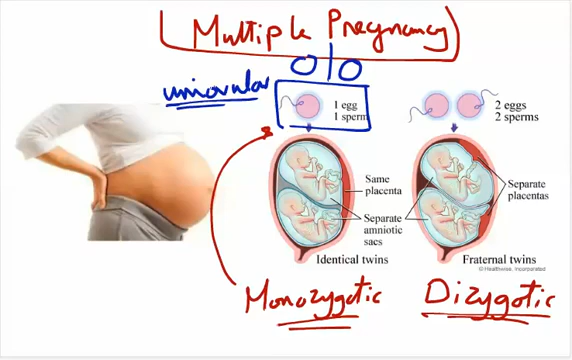 Multiple Pregnancy
uniovular
1 egg
1 sperm
2 eggs
2 sperms
Same
placenta
Separate
placentas
Separate
amniotic
sacs
Identical twins
Fraternal twins
© Healthwise, Incorporated
Monozygotic
Dizygotic